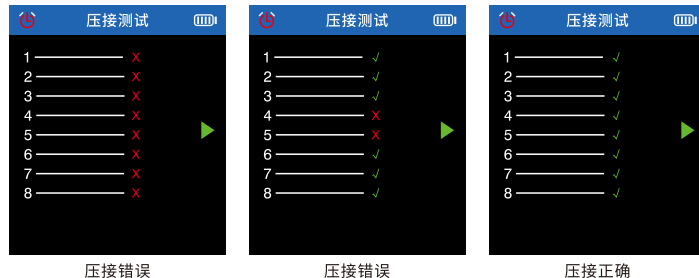 压接测试
1 X
2 X
3 X
4 X
5 X
6 X
7 X
8 X
压接错误
压接测试
1 √
2 √
3 √
4 X
5 X
6 √
7 √
8 √
压接错误
压接测试
1 √
2 √
3 √
4 √
5 √
6 √
7 √
8 √
压接正确